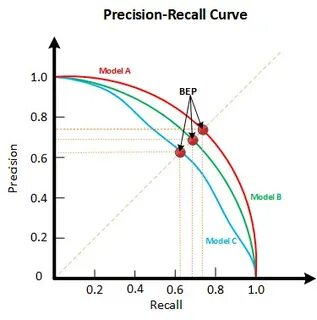 Precision-Recall Curve
Model A
BEP
Model B
Model C
Precision
1.0
0.8
0.6
0.4
0.2
0
0.2 0.4 0.6 0.8 1.0
Recall